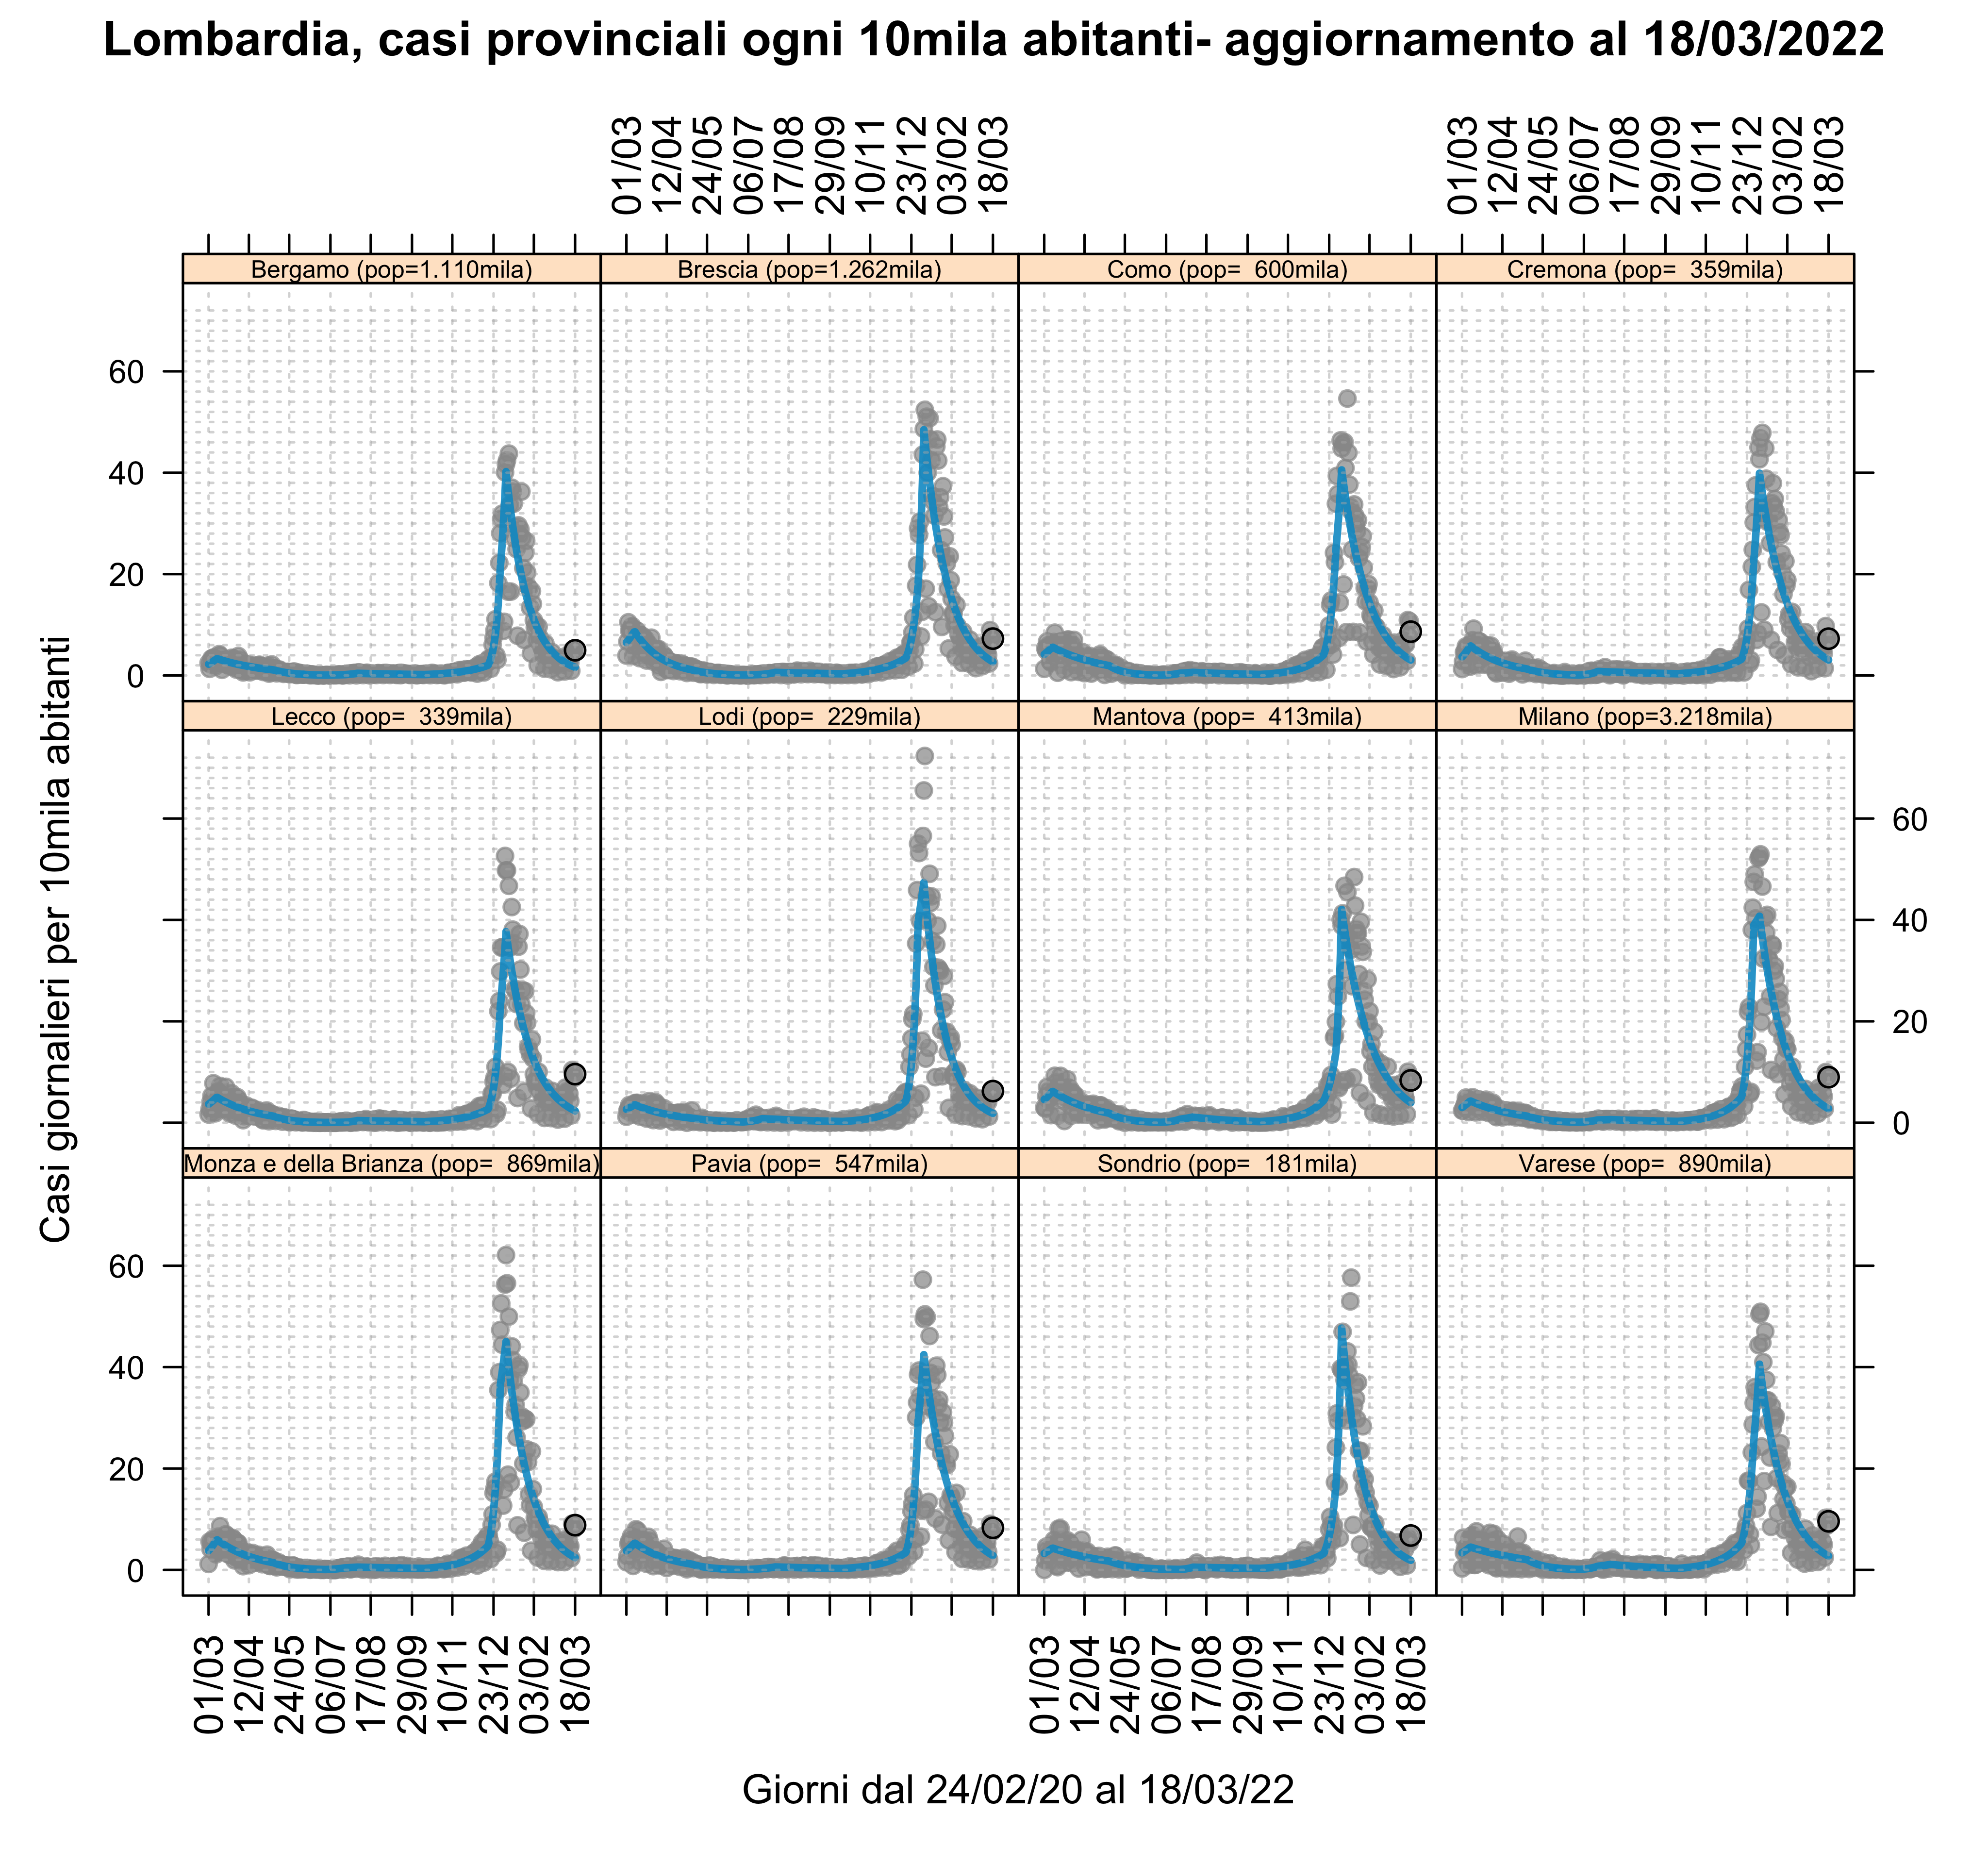 Lombardia, casi provinciali ogni 10mila abitanti- aggiornamento al 18/03/2022
01/03 12/04 24/05 06/07 17/08 29/09 10/11 23/12 03/02 18/03
01/03 12/04 24/05 06/07 17/08 29/09 10/11 23/12 03/02 18/03
Bergamo (pop=1.110mila)
Brescia (pop=1.262mila)
Como (pop=  600mila)
Cremona (pop=  359mila)
60
40
20
0
Lecco (pop=  339mila)
Lodi (pop=  229mila)
Mantova (pop=  413mila)
Milano (pop=3.218mila)
60
40
20
0
Casi giornalieri per 10mila abitanti
Monza e della Brianza (pop=  869mila)
Pavia (pop=  547mila)
Sondrio (pop=  181mila)
Varese (pop=  890mila)
60
40
20
0
01/03 12/04 24/05 06/07 17/08 29/09 10/11 23/12 03/02 18/03
01/03 12/04 24/05 06/07 17/08 29/09 10/11 23/12 03/02 18/03
Giorni dal 24/02/20 al 18/03/22